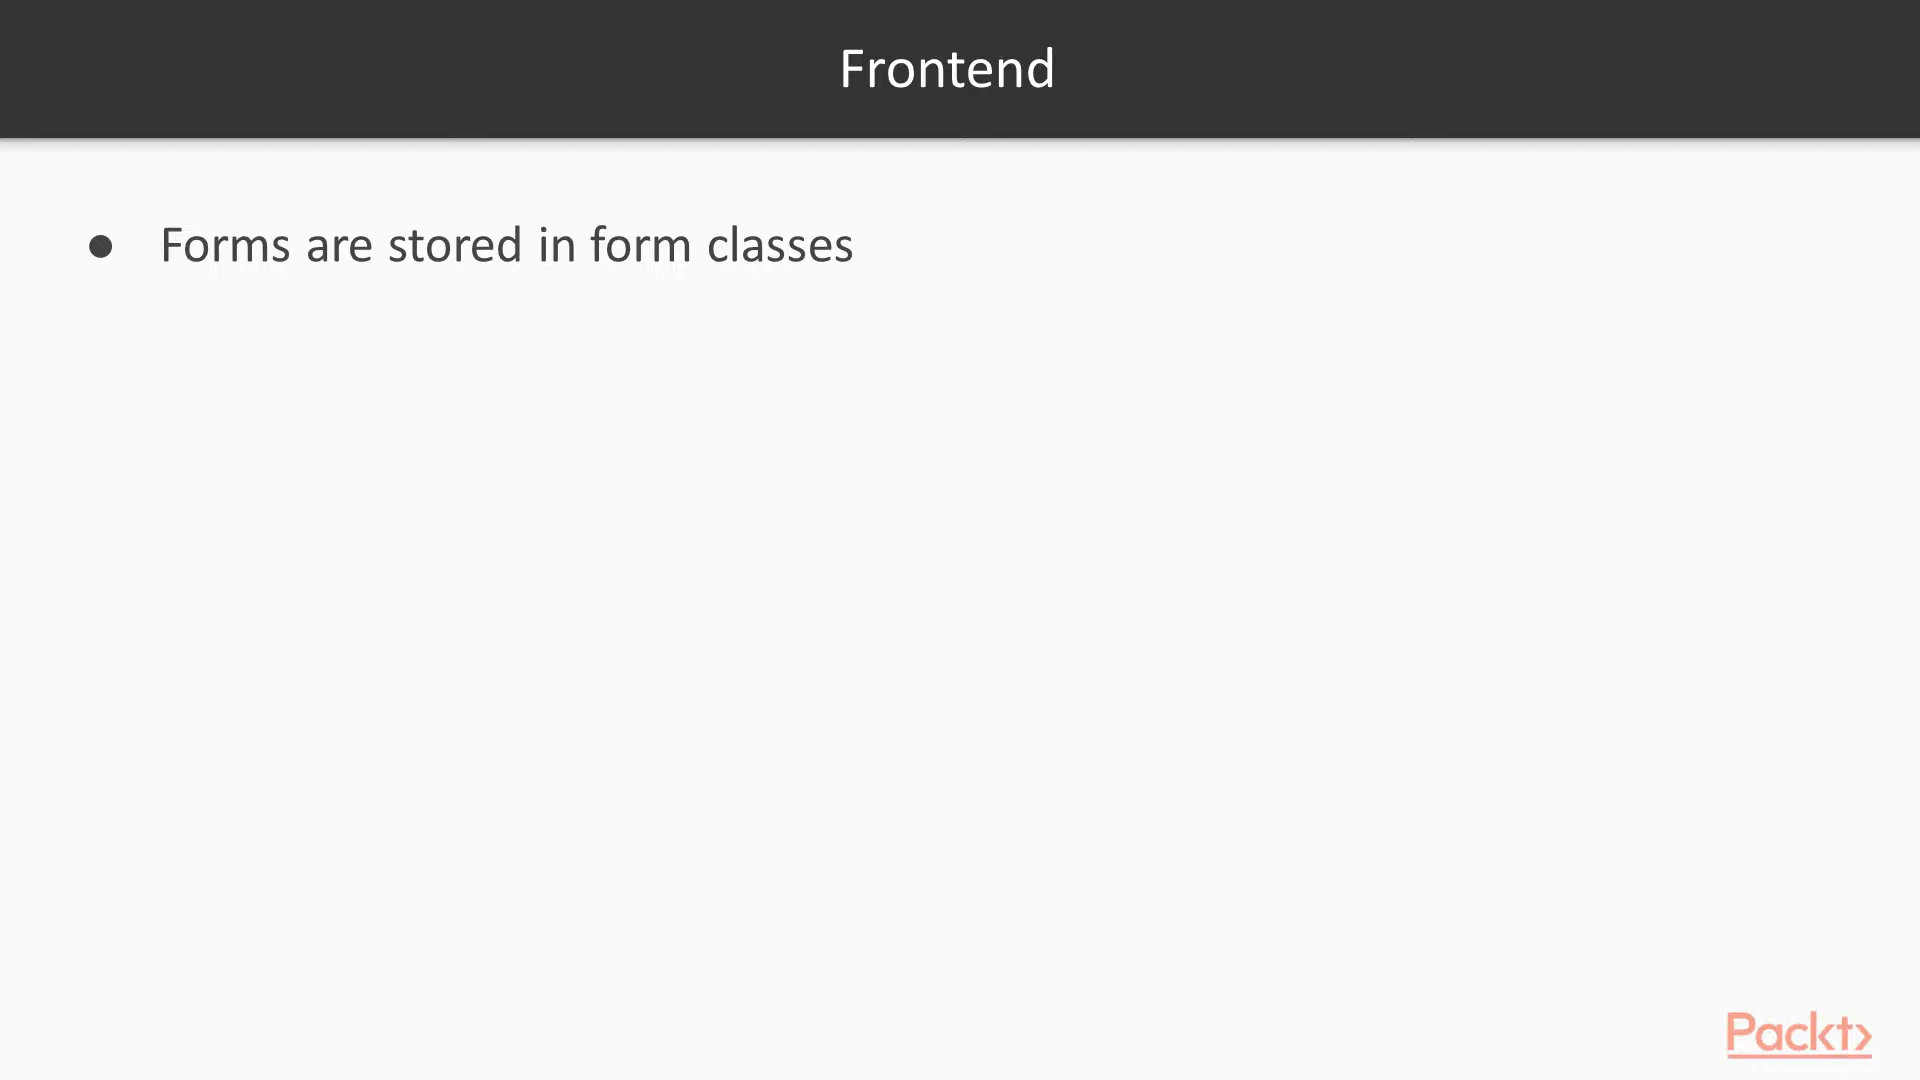 Frontend
● Forms are stored in form classes
Packt>